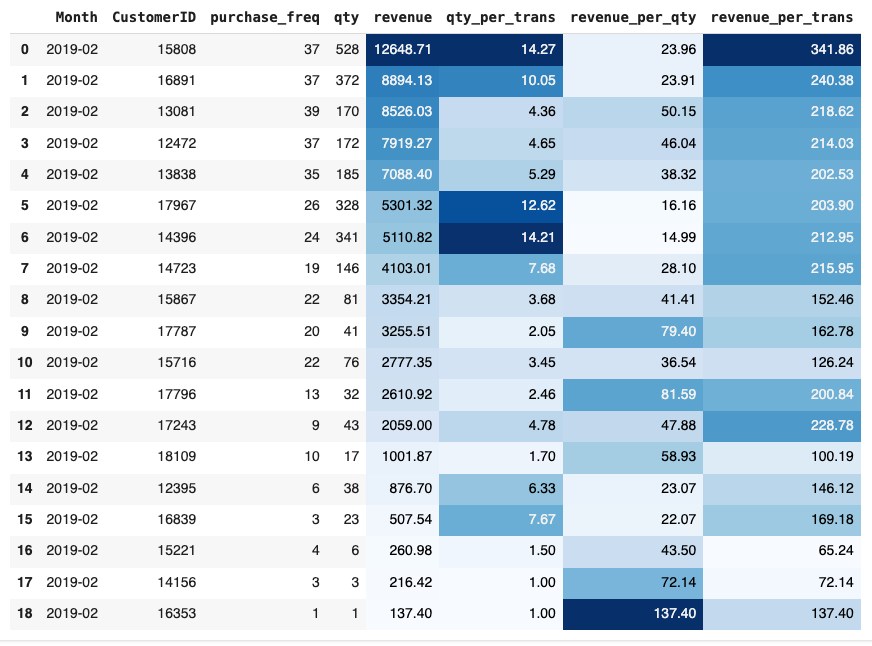 Month CustomerID purchase_freq qty revenue qty_per_trans revenue_per_qty revenue_per_trans
0 2019-02 15808 37 528 12648.71 14.27 23.96 341.86
1 2019-02 16891 37 372 8894.13 10.05 23.91 240.38
2 2019-02 13081 39 170 8526.03 4.36 50.15 218.62
3 2019-02 12472 37 172 7919.27 4.65 46.04 214.03
4 2019-02 13838 35 185 7088.40 5.29 38.32 202.53
5 2019-02 17967 26 328 5301.32 12.62 16.16 203.90
6 2019-02 14396 24 341 5110.82 14.21 14.99 212.95
7 2019-02 14723 19 146 4103.01 7.68 28.10 215.95
8 2019-02 15867 22 81 3354.21 3.68 41.41 152.46
9 2019-02 17787 20 41 3255.51 2.05 79.40 162.78
10 2019-02 15716 22 76 2777.35 3.45 36.54 126.24
11 2019-02 17796 13 32 2610.92 2.46 81.59 200.84
12 2019-02 17243 9 43 2059.00 4.78 47.88 228.78
13 2019-02 18109 10 17 1001.87 1.70 58.93 100.19
14 2019-02 12395 6 38 876.70 6.33 23.07 146.12
15 2019-02 16839 3 23 507.54 7.67 22.07 169.18
16 2019-02 15221 4 6 260.98 1.50 43.50 65.24
17 2019-02 14156 3 3 216.42 1.00 72.14 72.14
18 2019-02 16353 1 1 137.40 1.00 137.40 137.40